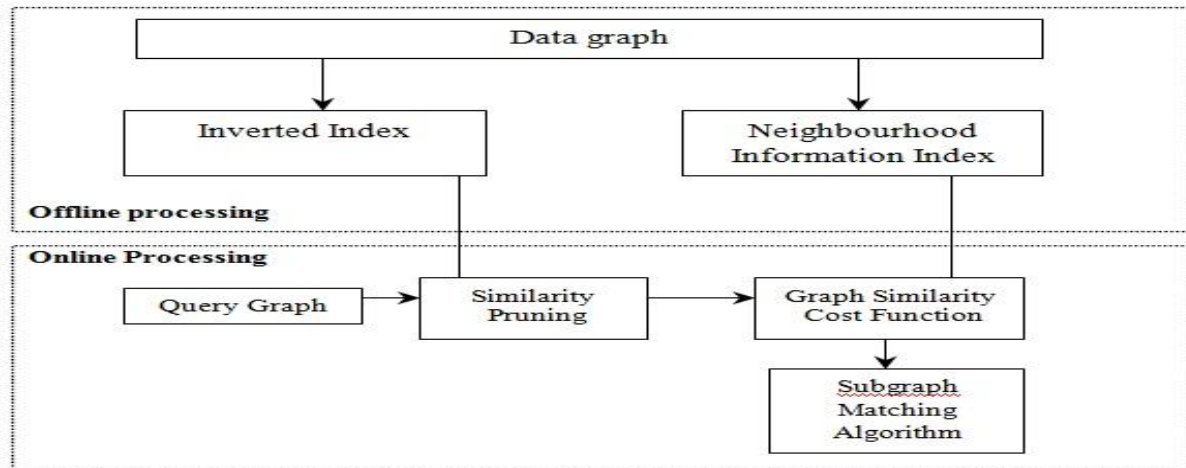 Data graph
Inverted Index
Neighbourhood
Information Index
Offline processing
Online Processing
Query Graph
Similarity
Pruning
Graph Similarity
Cost Function
Subgraph
Matching
Algorithm